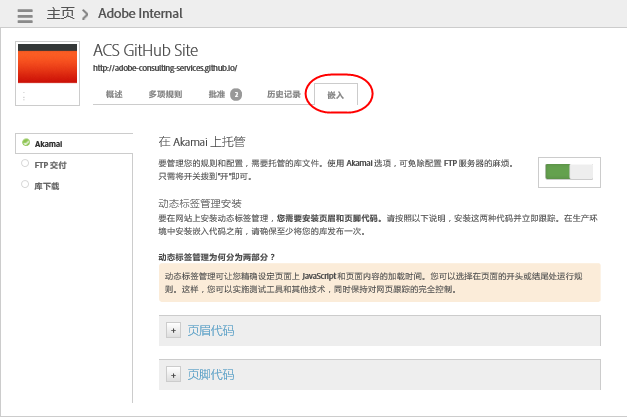 主页 Adobe Internal
ACS GitHub Site
http://adobe-consulting-services.github.io/
概述 多项规则 批准 2 历史记录 嵌入
Akamai
FTP 交付
库下载
在 Akamai 上托管
要管理您的规则和配置，需要托管的库文件。使用 Akamai 选项，可免除配置 FTP 服务器的麻烦。
只需将开关拨到“开”即可。
动态标签管理安装
要在网站上安装动态标签管理，您需要安装页眉和页脚代码。请按照以下说明，安装这两种代码并立即跟踪。在生产环
境中安装嵌入代码之前，请确保至少将您的库发布一次。
动态标签管理为何分为两部分？
动态标签管理可让您精确设定页面上 JavaScript 和页面内容的加载时间。您可以选择在页面的开头或结尾处运行规
则。这样，您可以实施测试工具和其他技术，同时保持对网页跟踪的完全控制。
+ 页眉代码
+ 页脚代码